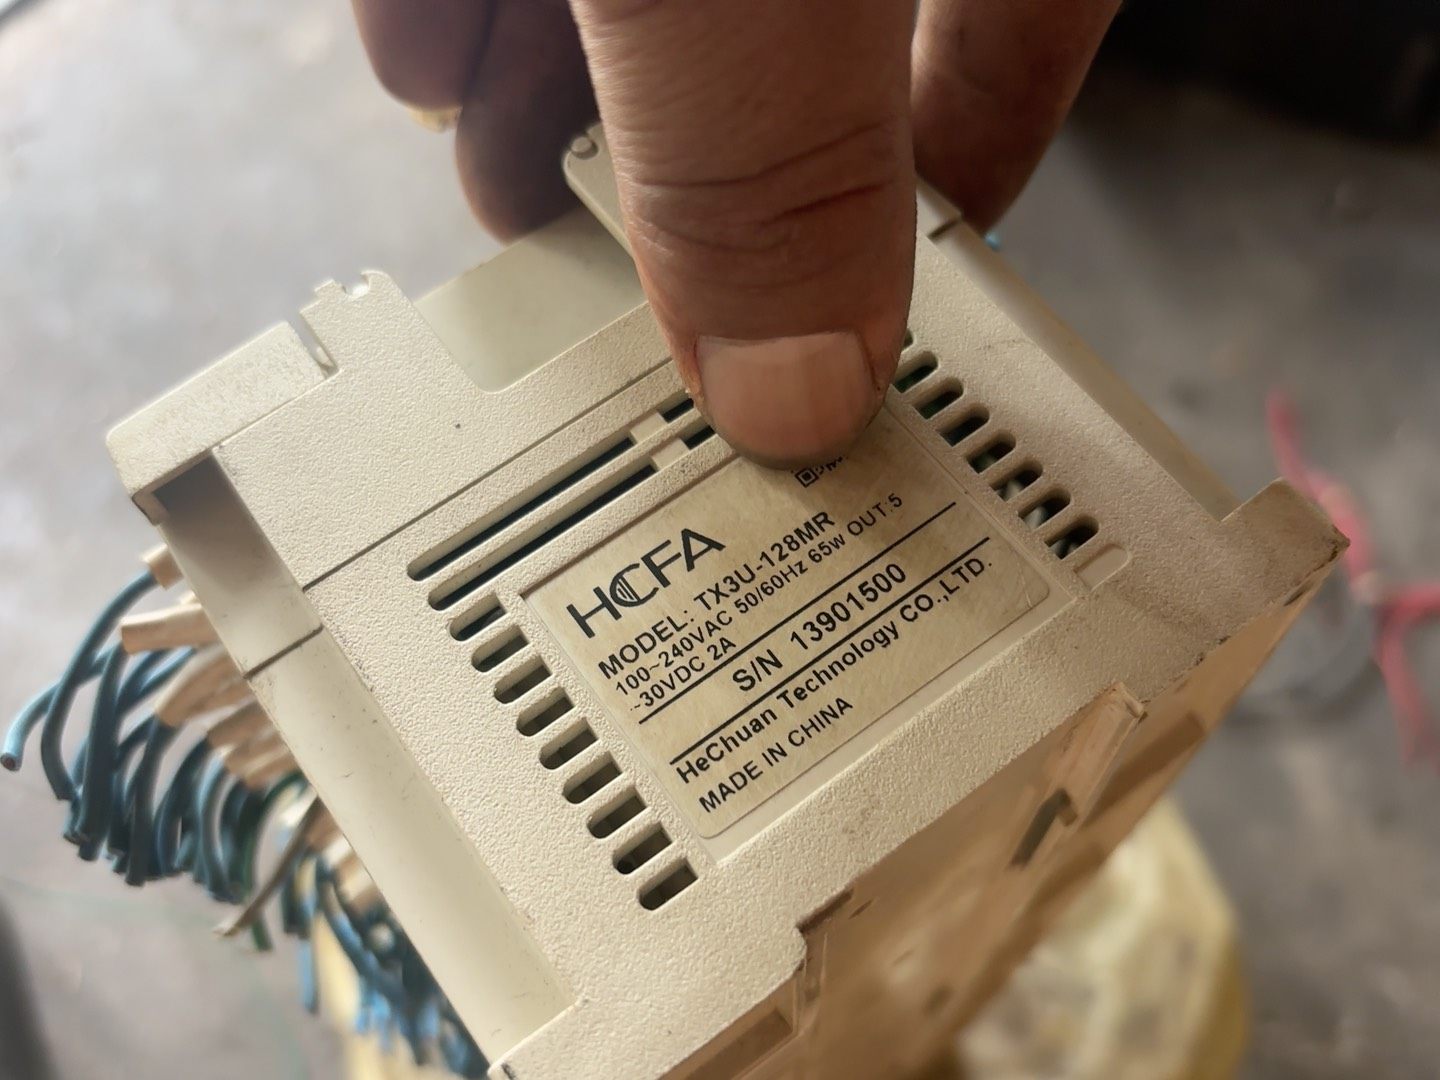 HCFA
MODEL: TX3U-128MR
100~240VAC 50/60Hz 65w OUT:5
~30VDC 2A
S/N 13901500
HeChuan Technology CO.,LTD.
MADE IN CHINA